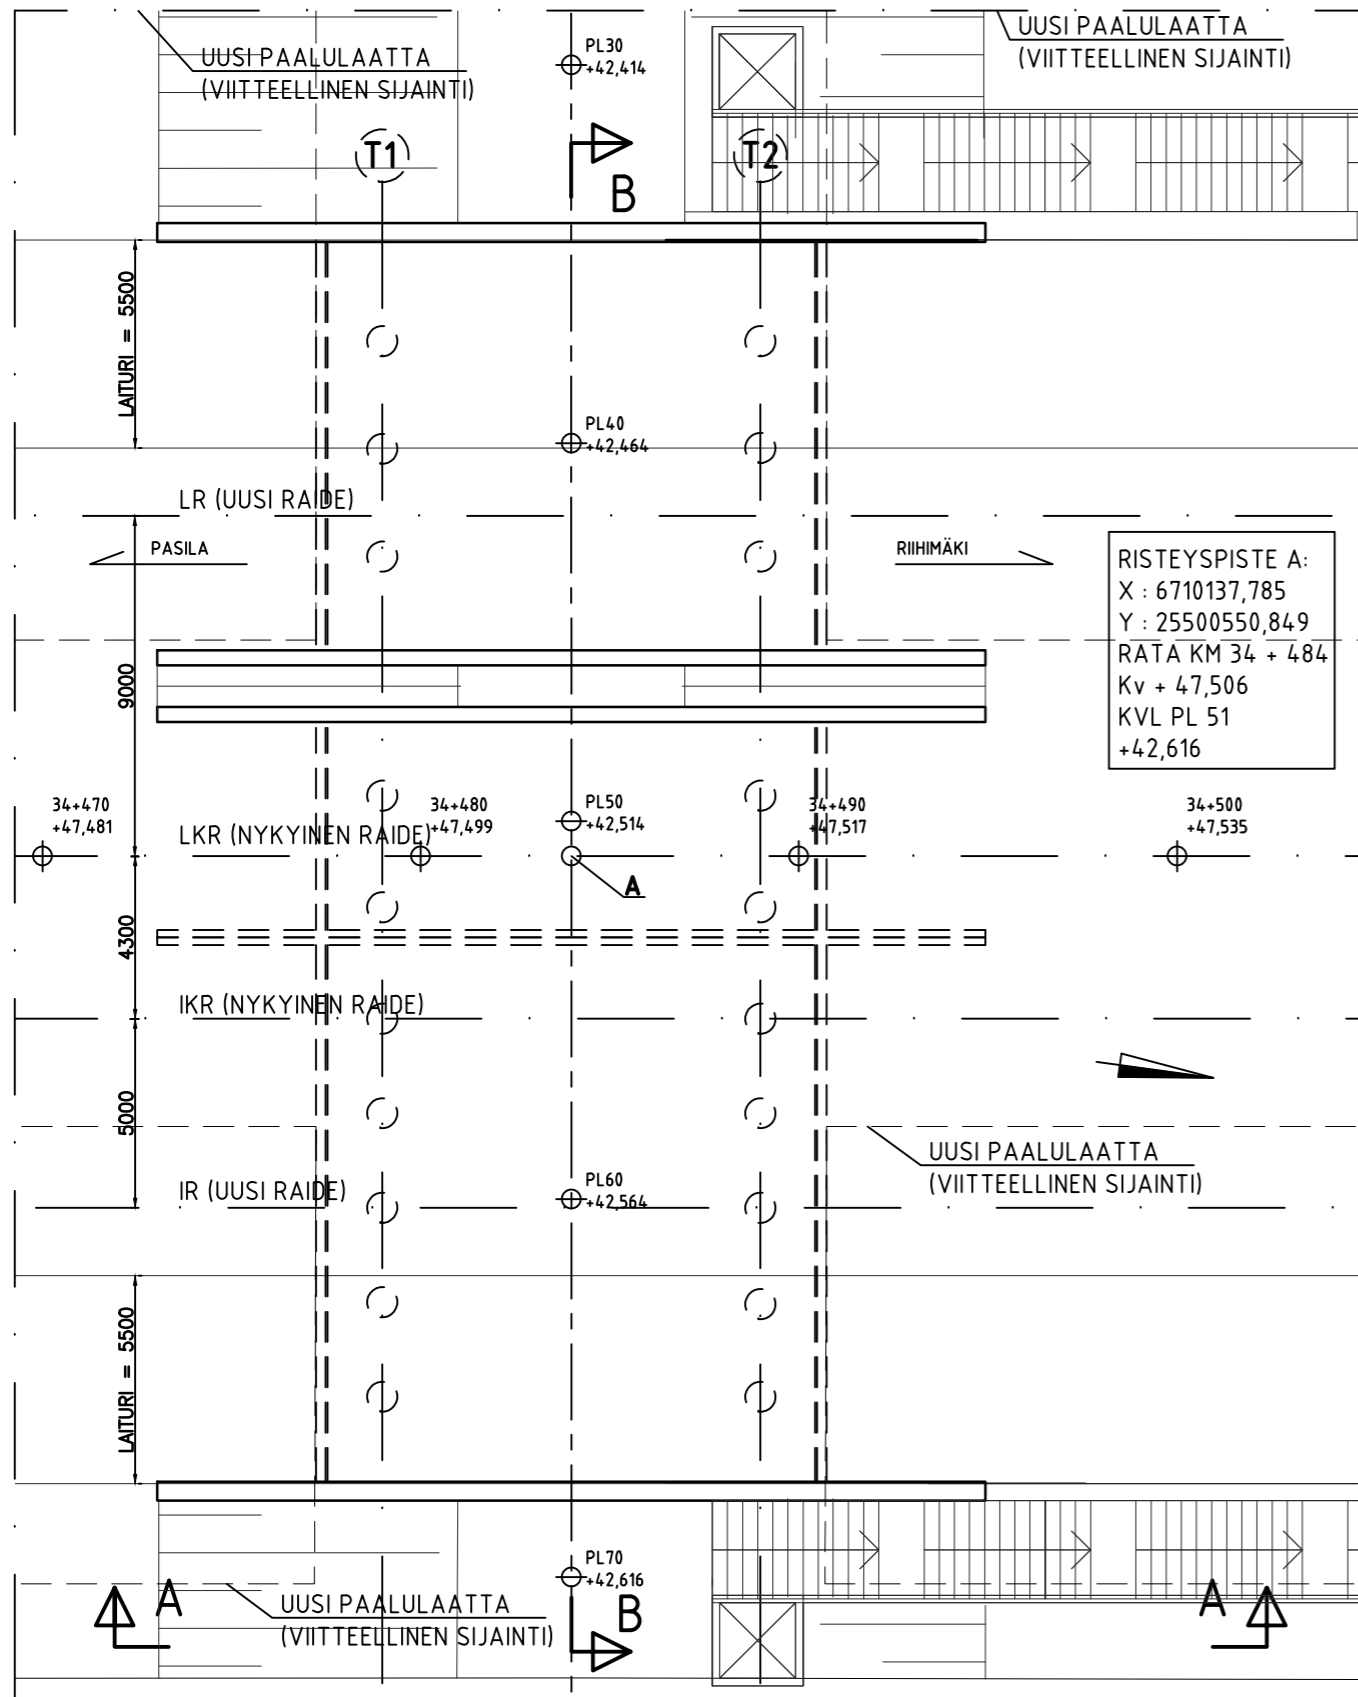 UUSI PAALULAATTA
(VIITTEELLINEN SIJAINTI)
PL30
+42,414
UUSI PAALULAATTA
(VIITTEELLINEN SIJAINTI)
T1
B
T2
LAITURI = 5500
PL40
+42,464
LR (UUSI RAIDE)
PASILA
RIIHIMÄKI
RISTEYSPISTE A:
X : 6710137,785
Y : 25500550,849
RATA KM 34 + 484
Kv + 47,506
KVL PL 51
+42,616
9000
34+470
+47,481
34+480
+47,499
PL50
+42,514
34+490
+47,517
34+500
+47,535
LKR (NYKYINEN RAIDE)
A
4300
IKR (NYKYINEN RAIDE)
5000
UUSI PAALULAATTA
(VIITTEELLINEN SIJAINTI)
IR (UUSI RAIDE)
PL60
+42,564
LAITURI = 5500
PL70
+42,616
A
UUSI PAALULAATTA
(VIITTEELLINEN SIJAINTI)
B
A